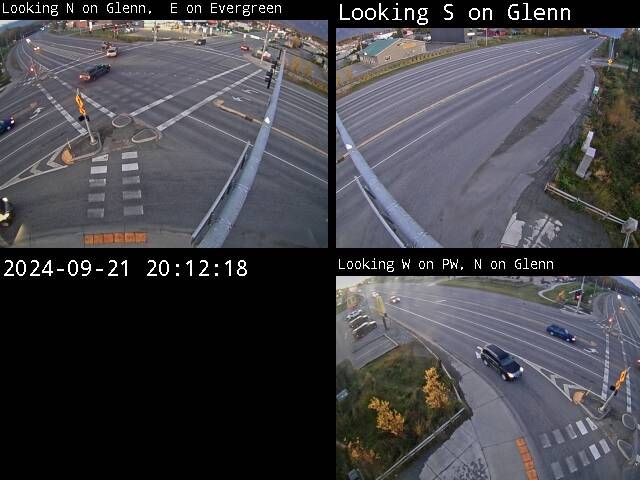 Looking N on Glenn,  E on Evergreen
Looking S on Glenn
2024-09-21 20:12:18
Looking W on PW, N on Glenn